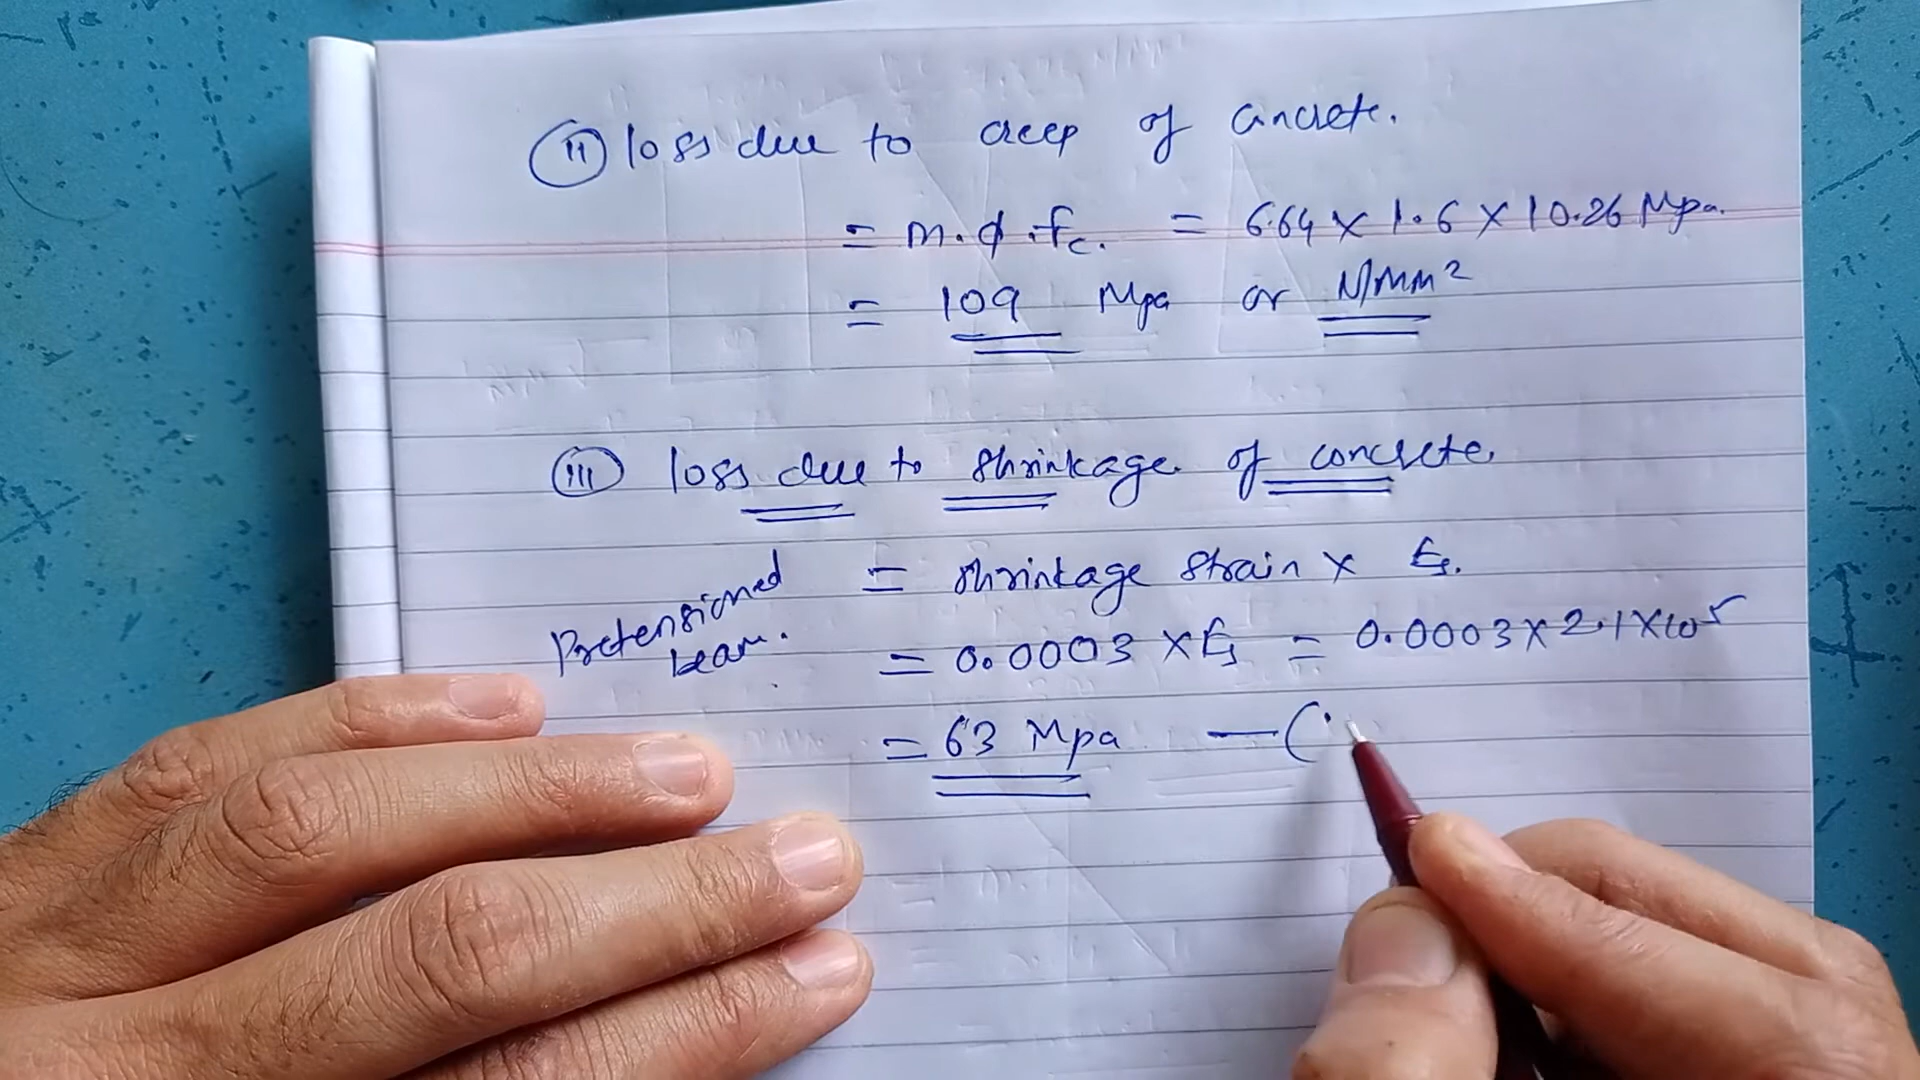 (ii) loss due to creep of concrete.
= m.φ.fc. = 6.64 × 1.6 × 10.26 Mpa.
= 109 Mpa or N/mm²
(iii) loss due to shrinkage of concrete.
Pretensioned beam.
= shrinkage strain × Es.
= 0.0003 × Es = 0.0003 × 2.1 × 10⁵
= 63 Mpa — (